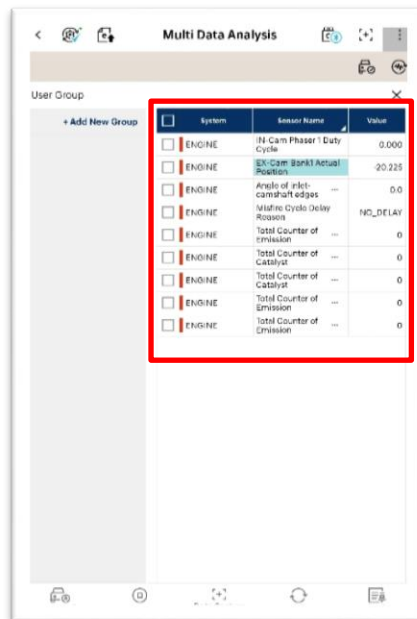 Multi Data Analysis
User Group
+ Add New Group
System
Sensor Name
Value
ENGINE
IN-Cam Phaser 1 Duty
Cycle
0.000
ENGINE
EX-Cam Bank1 Actual
Position
-20.225
ENGINE
Angle of inlet-
camshaft edges
...
0.0
ENGINE
Misfire Cycle Delay
Reason
NO_DELAY
ENGINE
Total Counter of
Emission
...
0
ENGINE
Total Counter of
Catalyst
...
0
ENGINE
Total Counter of
Catalyst
...
0
ENGINE
Total Counter of
Emission
...
0
ENGINE
Total Counter of
Emission
...
0